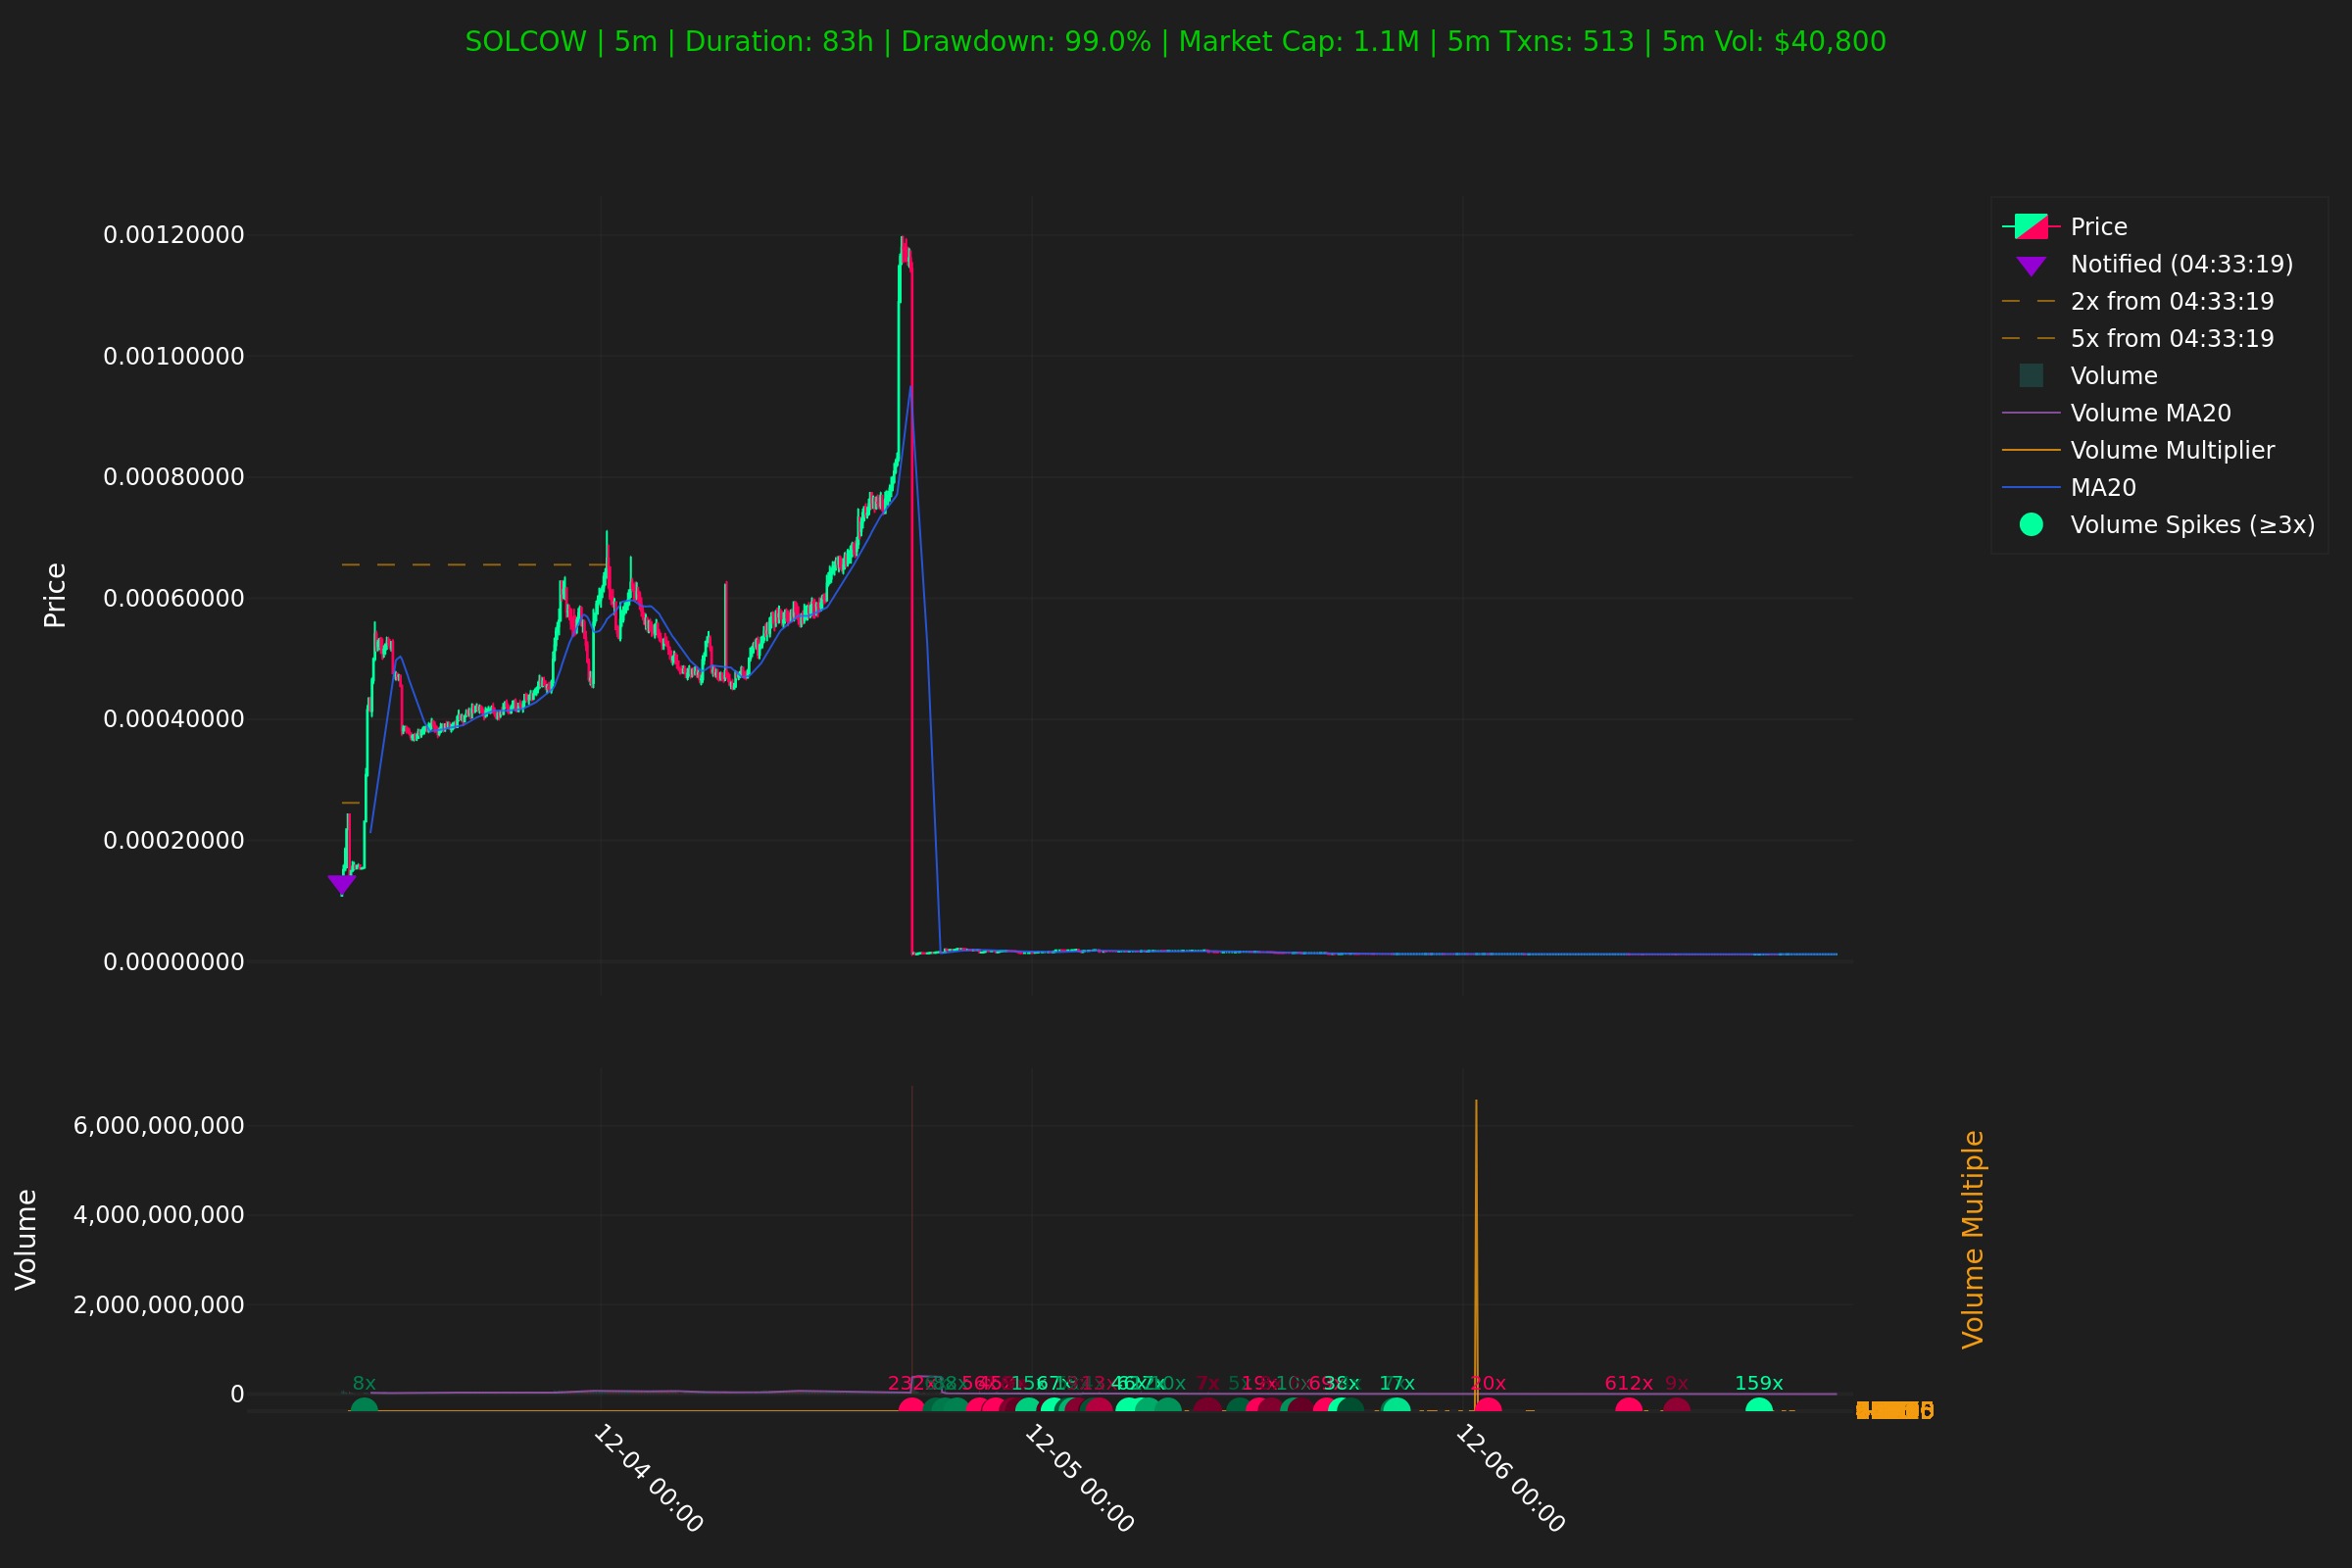 SOLCOW | 5m | Duration: 83h | Drawdown: 99.0% | Market Cap: 1.1M | 5m Txns: 513 | 5m Vol: $40,800
Price
0.00120000
0.00100000
0.00080000
0.00060000
0.00040000
0.00020000
0.00000000
Price
Notified (04:33:19)
2x from 04:33:19
5x from 04:33:19
Volume
Volume MA20
Volume Multiplier
MA20
Volume Spikes (≥3x)
Volume
6,000,000,000
4,000,000,000
2,000,000,000
0
Volume Multiple
8x
232x
19x
38x
17x
20x
612x
9x
159x
7x
12-04 00:00
12-05 00:00
12-06 00:00